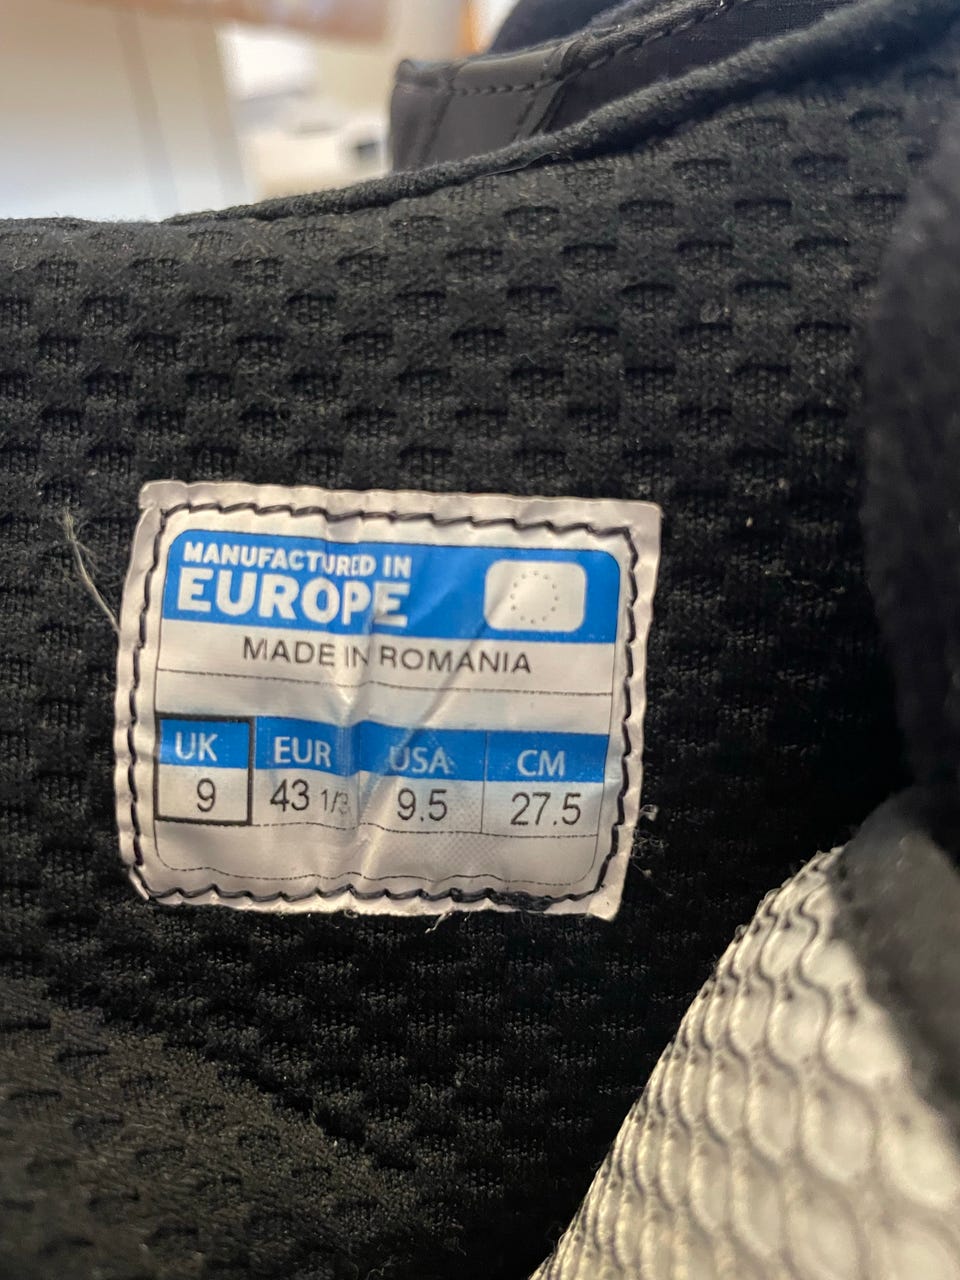 MANUFACTURED IN
EUROPE
MADE IN ROMANIA
UK EUR USA CM
9 43 1/3 9.5 27.5